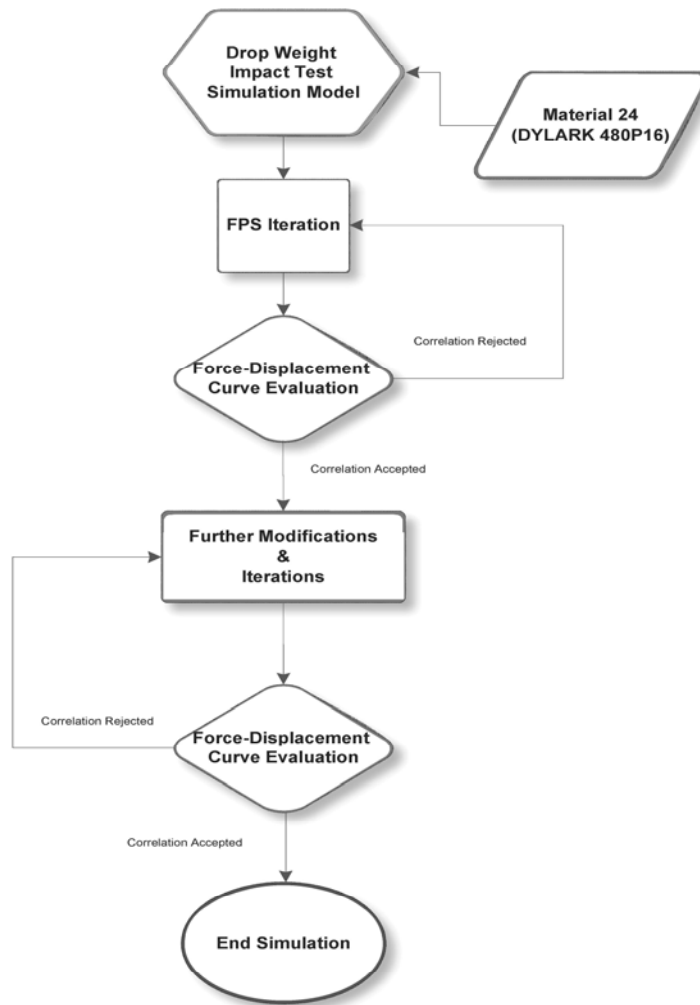 Drop Weight
Impact Test
Simulation Model
Material 24
(DYLARK 480P16)
FPS Iteration
Correlation Rejected
Force-Displacement
Curve Evaluation
Correlation Accepted
Further Modifications
&
Iterations
Correlation Rejected
Force-Displacement
Curve Evaluation
Correlation Accepted
End Simulation